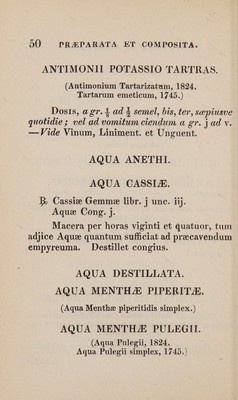 50 PRÆPARATA ET COMPOSITA.
ANTIMONII POTASSIO TARTRAS.
(Antimonium Tartarizatum, 1824.
Tartarum emeticum, 1745.)
Dosis, a gr. ⅛ ad ½ semel, bis, ter, sæpiusve
quotidie; vel ad vomitum ciendum a gr. j ad v.
—Vide Vinum, Liniment. et Unguent.
AQUA ANETHI.
AQUA CASSIÆ.
℞ Cassiæ Gemmæ libr. j unc. iij.
Aquæ Cong. j.
Macera per horas viginti et quatuor, tum
adjice Aquæ quantum sufficiat ad præcavendum
empyreuma. Destillet congius.
AQUA DESTILLATA.
AQUA MENTHÆ PIPERITÆ.
(Aqua Menthæ piperitidis simplex.)
AQUA MENTHÆ PULEGII.
(Aqua Pulegii, 1824.
Aqua Pulegii simplex, 1745.)